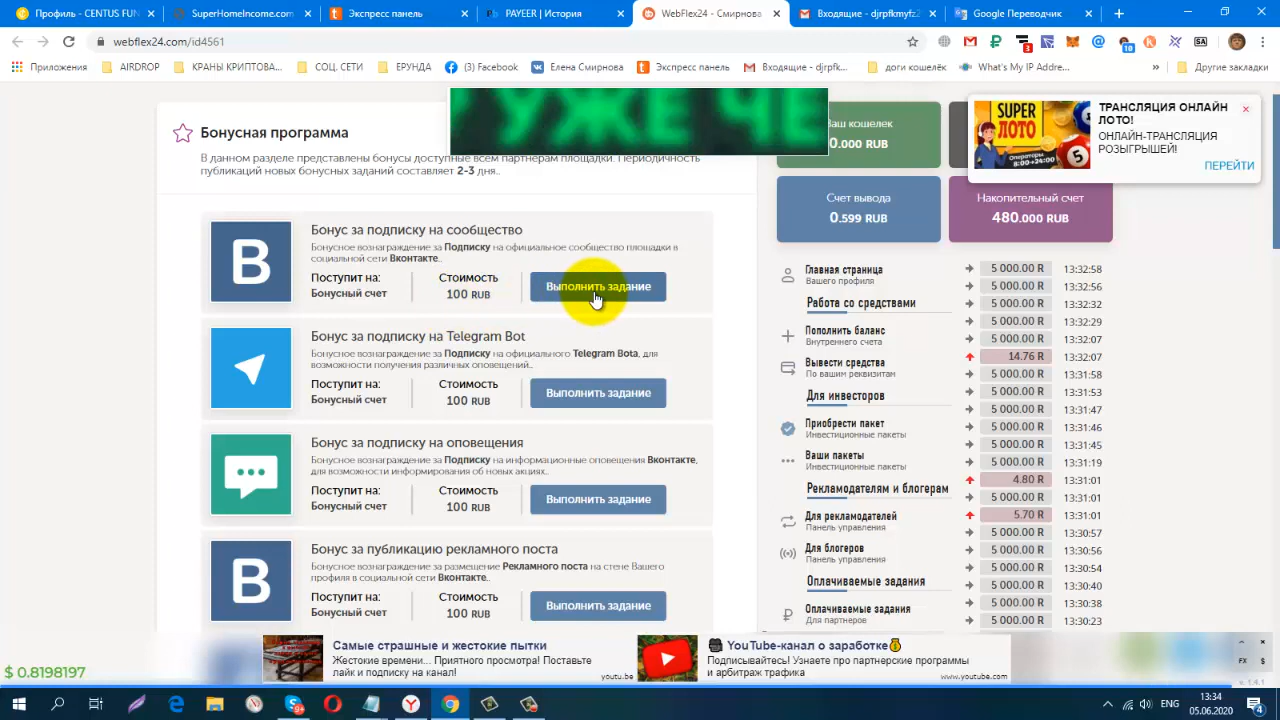 Профиль - CENTUS FUN
SuperHomeIncome.com
Экспресс панель
PAYEER | История
WebFlex24 - Смирнова
Входящие - djrpfkmyfz.2
Google Переводчик
webflex24.com/id4561
Приложения
AIRDROP
КРАНЫ КРИПТОВА...
СОЦ. СЕТИ
ЕРУНДА
(3) Facebook
Елена Смирнова
Экспресс панель
Входящие - djrpfk...
доги кошелёк
What's My IP Addre...
Другие закладки
УЖЕ ЧЕ
Бонусная программа
В данном разделе представлены бонусы доступные всем партнерам площадки. Периодичность
публикаций новых бонусных заданий составляет 2-3 дня..
Бонус за подписку на сообщество
Бонусное вознаграждение за Подписку на официальное сообщество площадки в
социальной сети Вконтакте..
Поступит на:
Бонусный счет
Стоимость
100 RUB
Выполнить задание
Бонус за подписку на Telegram Bot
Бонусное вознаграждение за Подписку на официального Telegram Bota, для
возможности получения различных оповещений..
Поступит на:
Бонусный счет
Стоимость
100 RUB
Выполнить задание
Бонус за подписку на оповещения
Бонусное вознаграждение за Подписку на информационные оповещения Вконтакте,
для возможности информирования об новых акциях..
Поступит на:
Бонусный счет
Стоимость
100 RUB
Выполнить задание
Бонус за публикацию рекламного поста
Бонусное вознаграждение за размещение Рекламного поста на стене Вашего
профиля в социальной сети Вконтакте..
Поступит на:
Бонусный счет
Стоимость
100 RUB
Выполнить задание
Ваш кошелек
0.000 RUB
Счет вывода
0.599 RUB
Накопительный счет
480.000 RUB
SUPER
ЛОТО
Операторы
8:00+24:00
ТРАНСЛЯЦИЯ ОНЛАЙН
ЛОТО!
ОНЛАЙН-ТРАНСЛЯЦИЯ
РОЗЫГРЫШЕЙ!
ПЕРЕЙТИ
Главная страница
Вашего профиля
Работа со средствами
Пополнить баланс
Внутреннего счета
Вывести средства
По вашим реквизитам
Для инвесторов
Приобрести пакет
Инвестиционные пакеты
Ваши пакеты
Инвестиционные пакеты
Рекламодателям и блогерам
Для рекламодателей
Панель управления
Для блогеров
Панель управления
Оплачиваемые задания
Оплачиваемые задания
Для партнеров
5 000.00 R 13:32:58
5 000.00 R 13:32:56
5 000.00 R 13:32:32
5 000.00 R 13:32:29
5 000.00 R 13:32:07
14.76 R 13:32:07
5 000.00 R 13:31:58
5 000.00 R 13:31:53
5 000.00 R 13:31:47
5 000.00 R 13:31:46
5 000.00 R 13:31:45
5 000.00 R 13:31:19
4.80 R 13:31:01
5 000.00 R 13:31:01
5.70 R 13:31:01
5 000.00 R 13:30:57
5 000.00 R 13:30:56
5 000.00 R 13:30:54
5 000.00 R 13:30:40
5 000.00 R 13:30:38
5 000.00 R 13:30:23
Самые страшные и жестокие пытки
Жестокие времени... Приятного просмотра! Поставьте
лайк и подписку на канал!
youtu.be
YouTube-канал о заработке
Подписывайтесь! Узнаете про партнерские программы
и арбитраж трафика
www.youtube.com
$ 0.8198197
FX
$
v. 1.4.1
ENG
13:34
05.06.2020